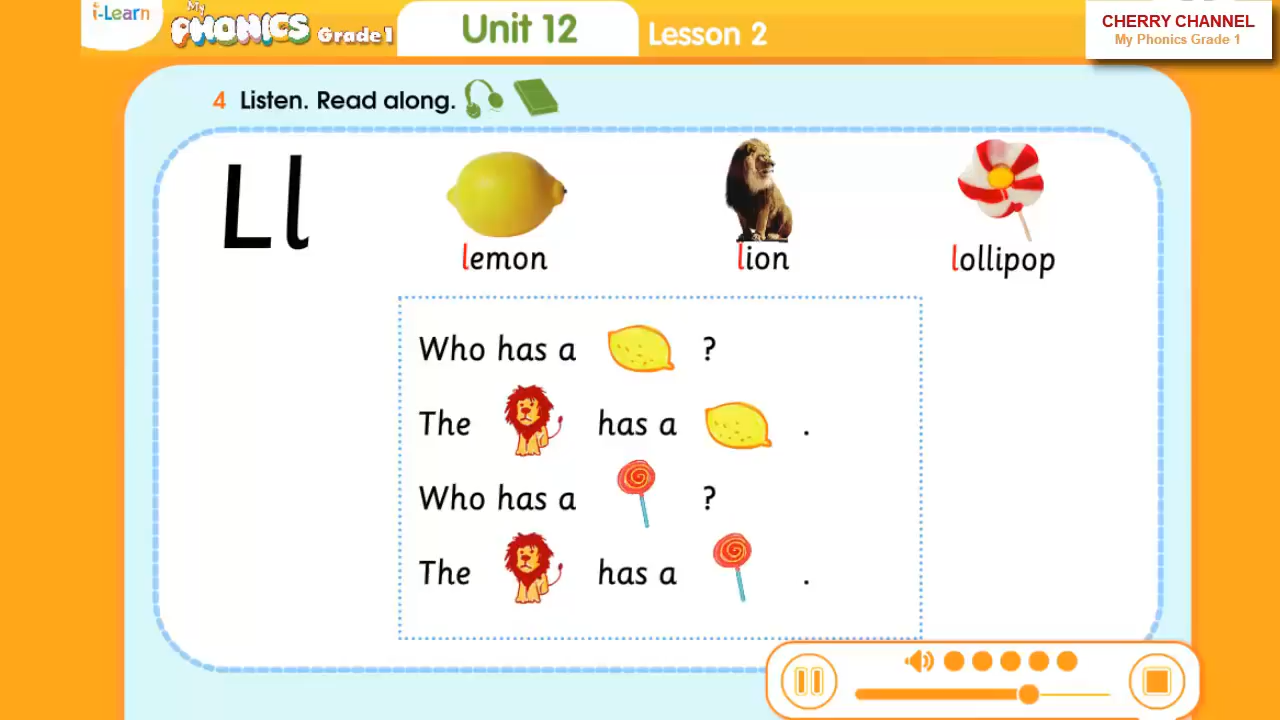 i-Learn
My
PHONICS Grade 1
Unit 12
Lesson 2
CHERRY CHANNEL
My Phonics Grade 1
4 Listen. Read along.
Ll
lemon
lion
lollipop
Who has a ?
The has a .
Who has a ?
The has a .